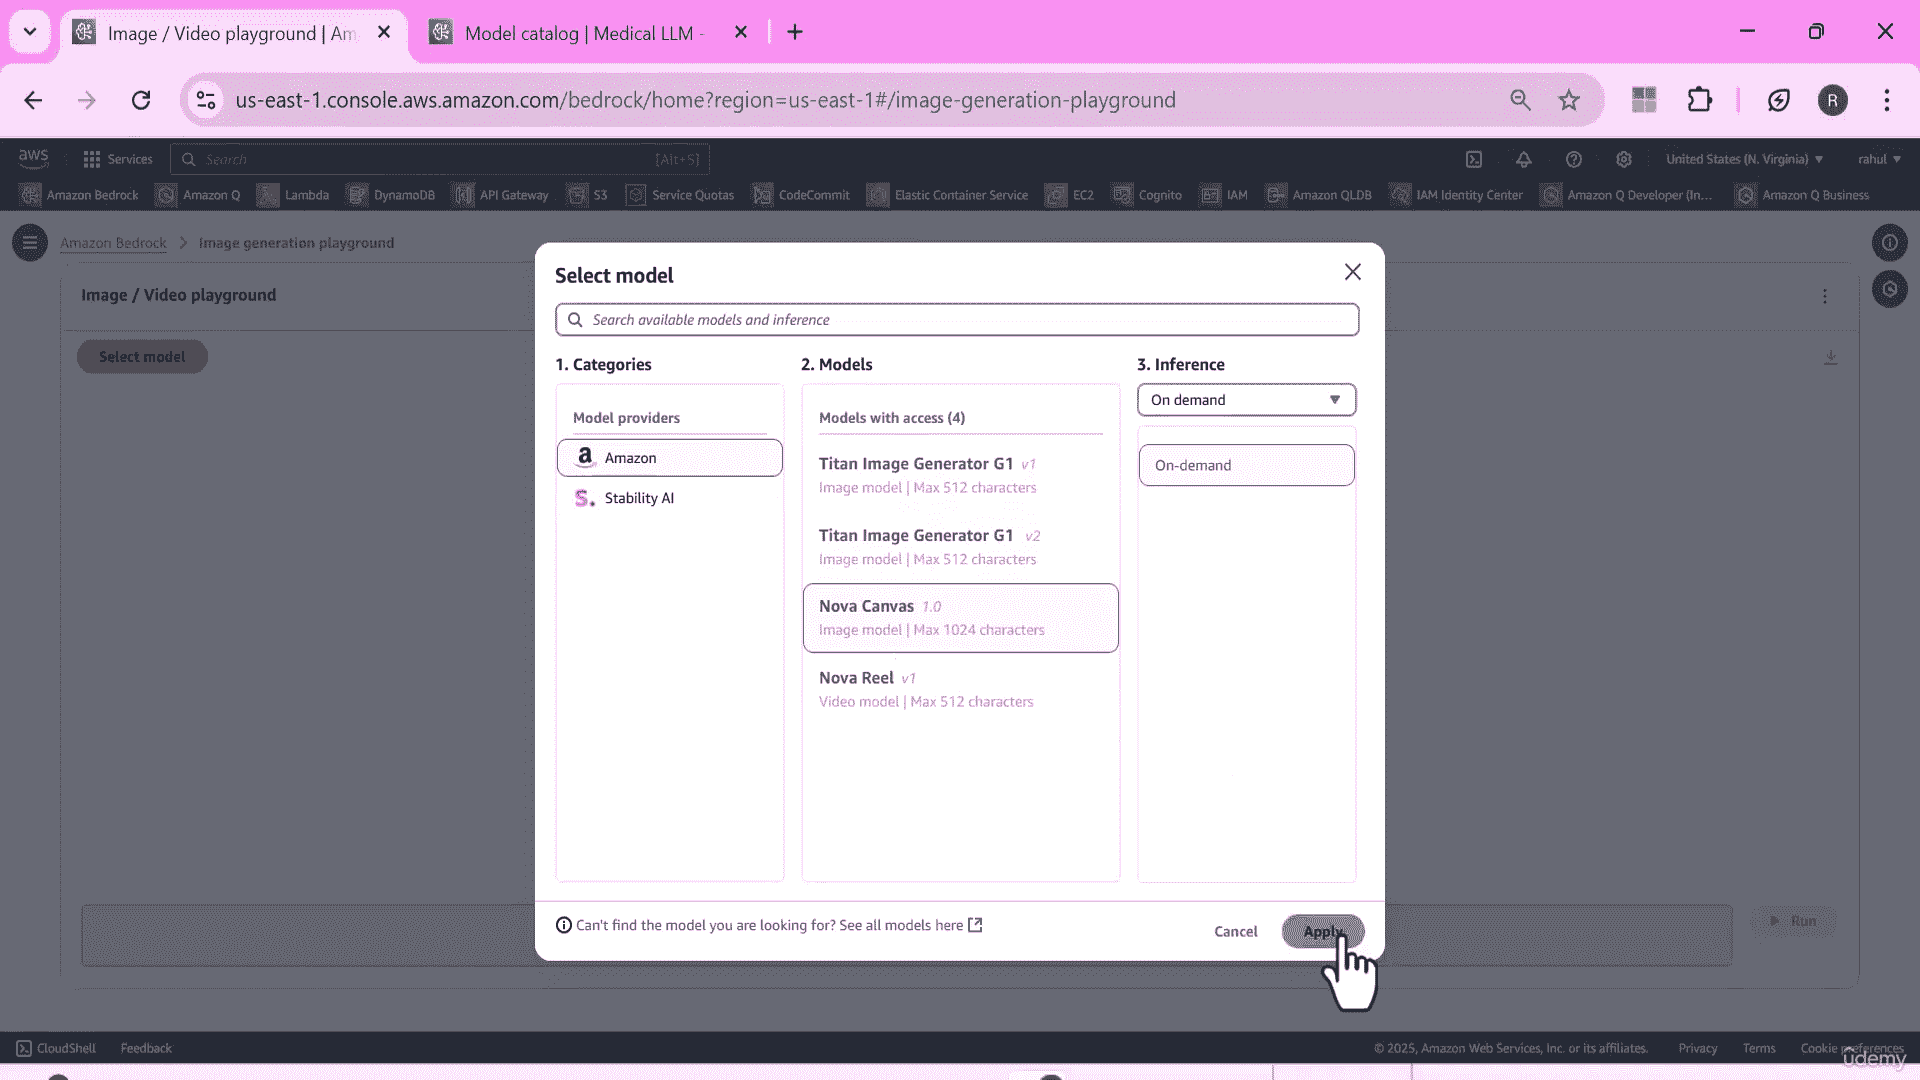 Image / Video playground | Am
Model catalog | Medical LLM -
us-east-1.console.aws.amazon.com/bedrock/home?region=us-east-1#/image-generation-playground
R
aws
Services
Search
[Alt+S]
United States (N. Virginia)
rahul
Amazon Bedrock
Amazon Q
Lambda
DynamoDB
API Gateway
S3
Service Quotas
CodeCommit
Elastic Container Service
EC2
Cognito
IAM
Amazon QLDB
IAM Identity Center
Amazon Q Developer (In...
Amazon Q Business
Amazon Bedrock
Image generation playground
Image / Video playground
Select model
Select model
Search available models and inference
1. Categories
2. Models
3. Inference
On demand
Model providers
Models with access (4)
Amazon
Stability AI
Titan Image Generator G1 v1
Image model | Max 512 characters
Titan Image Generator G1 v2
Image model | Max 512 characters
Nova Canvas 1.0
Image model | Max 1024 characters
Nova Reel v1
Video model | Max 512 characters
On-demand
Can't find the model you are looking for? See all models here
Cancel
Apply
Run
CloudShell
Feedback
© 2025, Amazon Web Services, Inc. or its affiliates.
Privacy
Terms
Cookie preferences
udemy